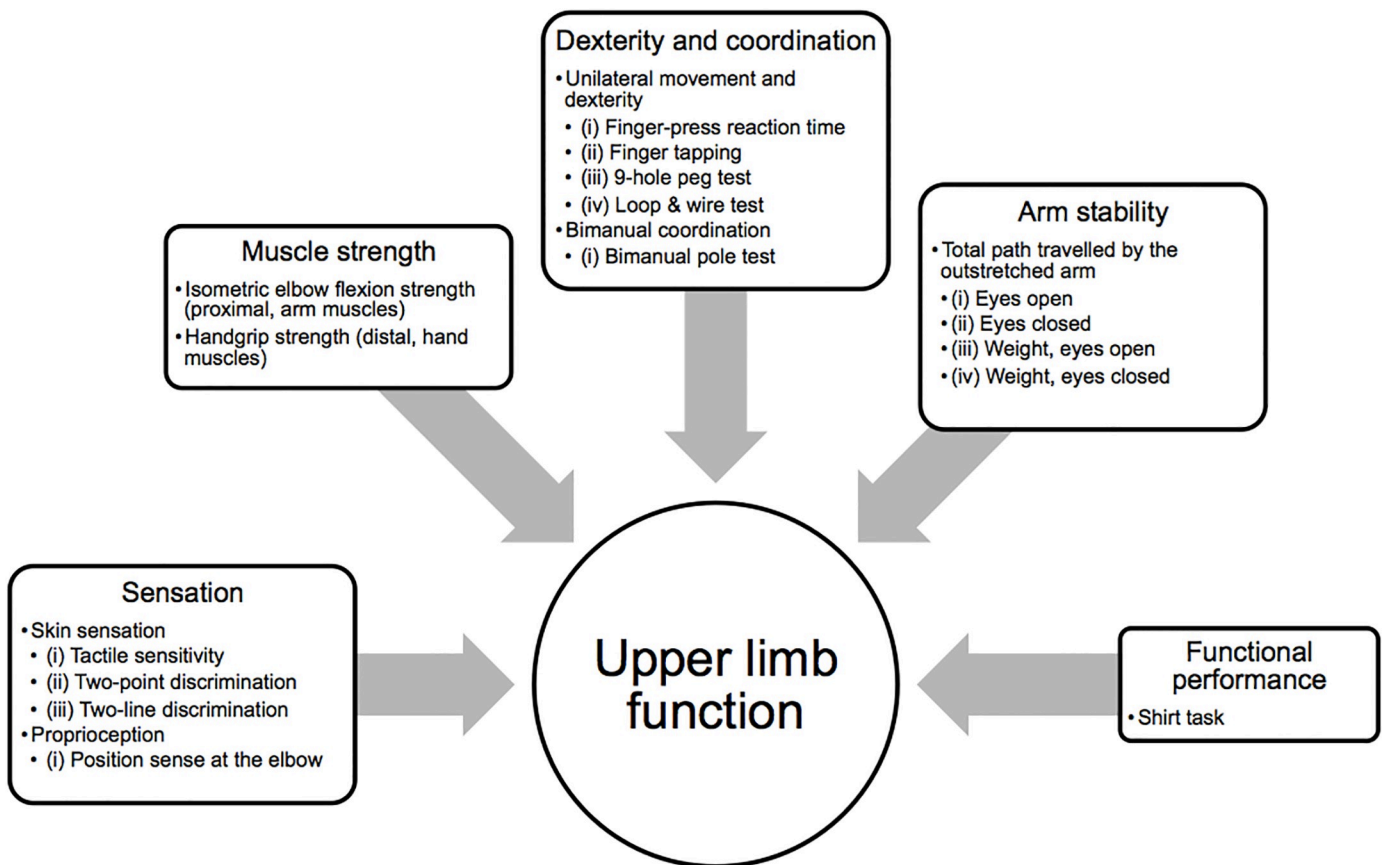 Dexterity and coordination
•Unilateral movement and
dexterity
• (i) Finger-press reaction time
• (ii) Finger tapping
• (iii) 9-hole peg test
• (iv) Loop & wire test
•Bimanual coordination
• (i) Bimanual pole test
Muscle strength
•Isometric elbow flexion strength
(proximal, arm muscles)
•Handgrip strength (distal, hand
muscles)
Arm stability
•Total path travelled by the
outstretched arm
• (i) Eyes open
• (ii) Eyes closed
• (iii) Weight, eyes open
• (iv) Weight, eyes closed
Sensation
•Skin sensation
• (i) Tactile sensitivity
• (ii) Two-point discrimination
• (iii) Two-line discrimination
•Proprioception
• (i) Position sense at the elbow
Upper limb
function
Functional
performance
•Shirt task